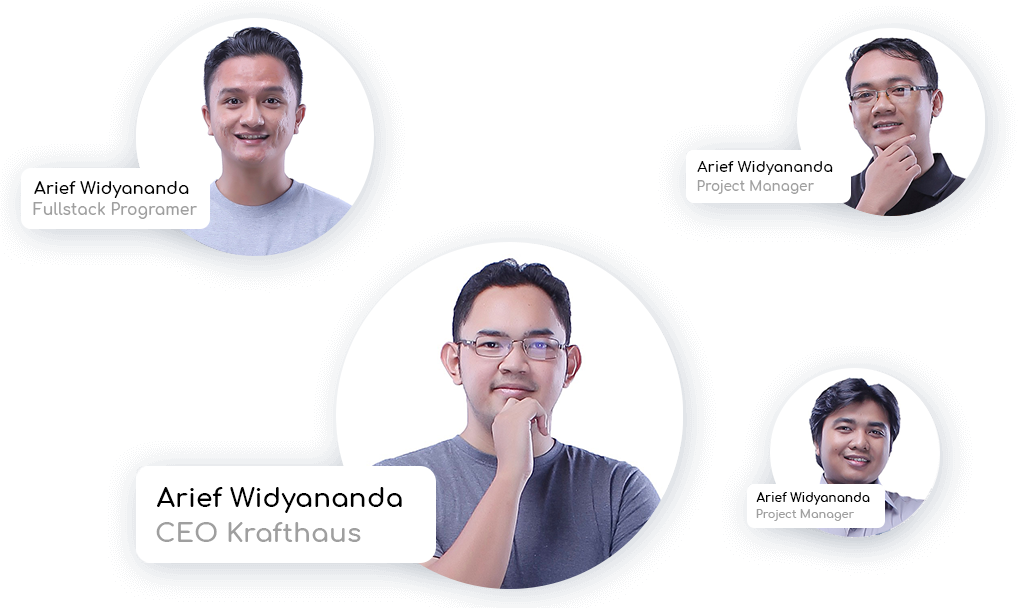 Arief Widyananda
Fullstack Programer
Arief Widyananda
Project Manager
Arief Widyananda
CEO Krafthaus
Arief Widyananda
Project Manager